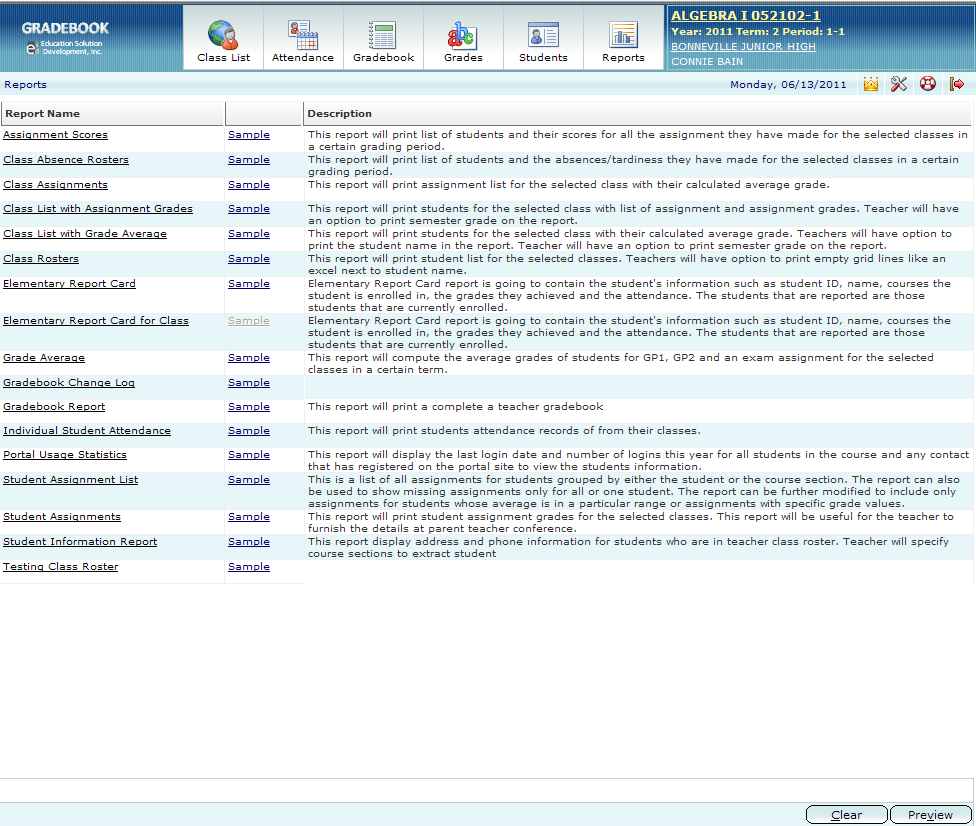 GRADEBOOK
Education Solution
Development, Inc.
Class List
Attendance
Gradebook
Grades
Students
Reports
ALGEBRA I 052102-1
Year: 2011 Term: 2 Period: 1-1
BONNEVILLE JUNIOR HIGH
CONNIE BAIN
Reports
Monday, 06/13/2011
Report Name Description
Assignment Scores Sample This report will print list of students and their scores for all the assignment they have made for the selected classes in
a certain grading period.
Class Absence Rosters Sample This report will print list of students and the absences/tardiness they have made for the selected classes in a certain
grading period.
Class Assignments Sample This report will print assignment list for the selected class with their calculated average grade.
Class List with Assignment Grades Sample This report will print students for the selected class with list of assignment and assignment grades. Teacher will have
an option to print semester grade on the report.
Class List with Grade Average Sample This report will print students for the selected class with their calculated average grade. Teachers will have option to
print the student name in the report. Teacher will have an option to print semester grade on the report.
Class Rosters Sample This report will print student list for the selected classes. Teachers will have option to print empty grid lines like an
excel next to student name.
Elementary Report Card Sample Elementary Report Card report is going to contain the student's information such as student ID, name, courses the
student is enrolled in, the grades they achieved and the attendance. The students that are reported are those
students that are currently enrolled.
Elementary Report Card for Class Sample Elementary Report Card report is going to contain the student's information such as student ID, name, courses the
student is enrolled in, the grades they achieved and the attendance. The students that are reported are those
students that are currently enrolled.
Grade Average Sample This report will compute the average grades of students for GP1, GP2 and an exam assignment for the selected
classes in a certain term.
Gradebook Change Log Sample
Gradebook Report Sample This report will print a complete a teacher gradebook
Individual Student Attendance Sample This report will print students attendance records of from their classes.
Portal Usage Statistics Sample This report will display the last login date and number of logins this year for all students in the course and any contact
that has registered on the portal site to view the students information.
Student Assignment List Sample This is a list of all assignments for students grouped by either the student or the course section. The report can also
be used to show missing assignments only for all or one student. The report can be further modified to include only
assignments for students whose average is in a particular range or assignments with specific grade values.
Student Assignments Sample This report will print student assignment grades for the selected classes. This report will be useful for the teacher to
furnish the details at parent teacher conference.
Student Information Report Sample This report display address and phone information for students who are in teacher class roster. Teacher will specify
course sections to extract student
Testing Class Roster Sample
Clear Preview